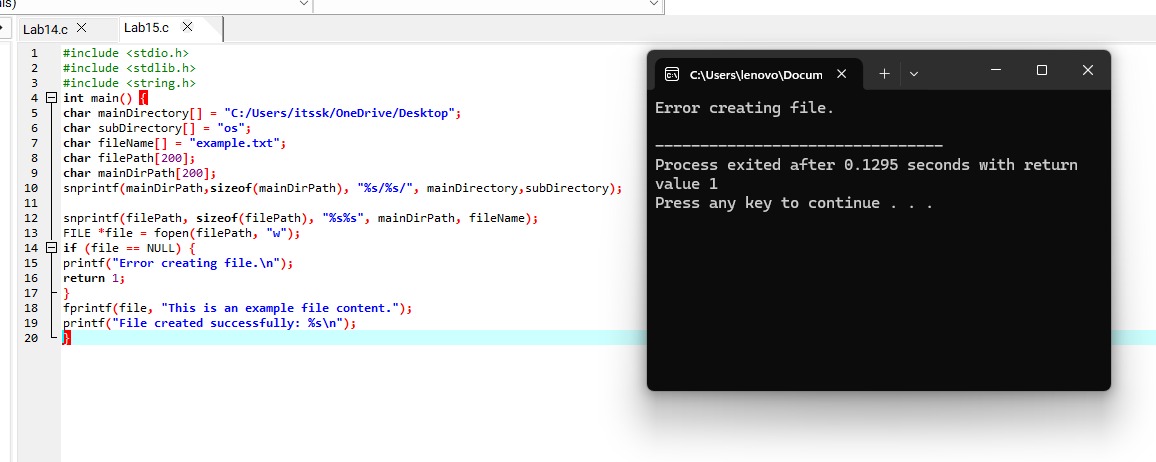 Lab14.c
Lab15.c
1 #include <stdio.h>
2 #include <stdlib.h>
3 #include <string.h>
4 int main() {
5 char mainDirectory[] = "C:/Users/itssk/OneDrive/Desktop";
6 char subDirectory[] = "os";
7 char fileName[] = "example.txt";
8 char filePath[200];
9 char mainDirPath[200];
10 snprintf(mainDirPath,sizeof(mainDirPath), "%s/%s/", mainDirectory,subDirectory);
11
12 snprintf(filePath, sizeof(filePath), "%s%s", mainDirPath, fileName);
13 FILE *file = fopen(filePath, "w");
14 if (file == NULL) {
15 printf("Error creating file.\n");
16 return 1;
17 }
18 fprintf(file, "This is an example file content.");
19 printf("File created successfully: %s\n");
20 }
C:\Users\lenovo\Docum
Error creating file.
--------------------------------
Process exited after 0.1295 seconds with return
value 1
Press any key to continue . . .